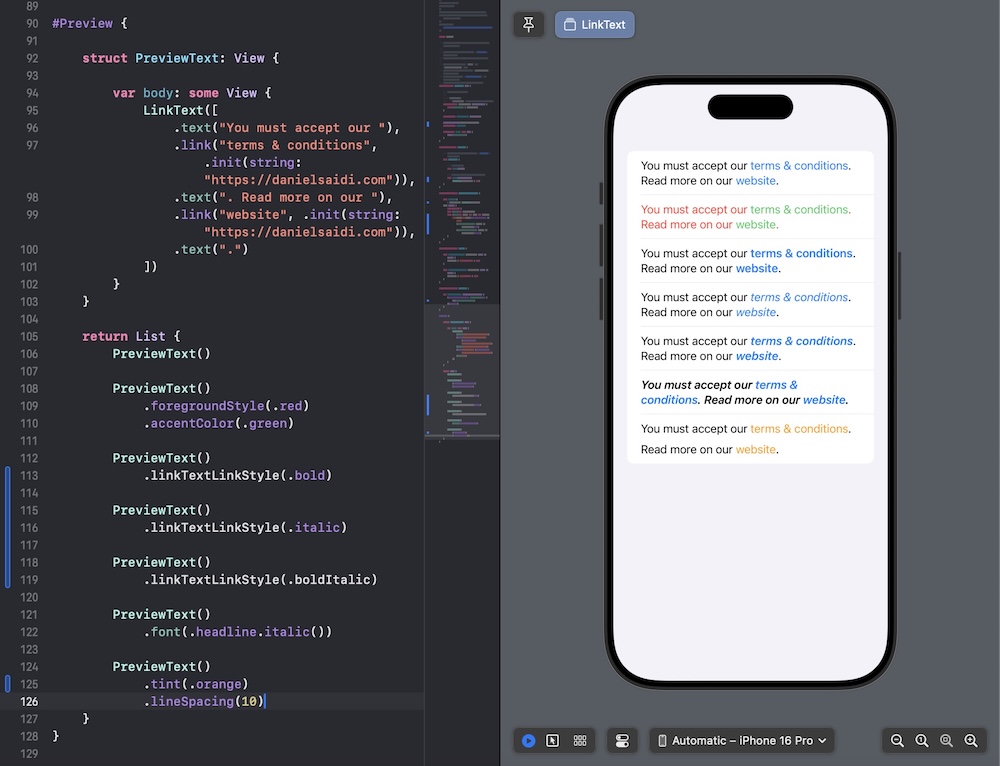 89
90 #Preview {
91
92 struct PreviewText: View {
93
94 var body: some View {
95 LinkText([
96 .text("You must accept our "),
97 .link("terms & conditions",
.init(string:
"https://danielsaidi.com")),
98 .text(". Read more on our "),
99 .link("website", .init(string:
"https://danielsaidi.com")),
100 .text(".")
101 ])
102 }
103 }
104
105 return List {
106 PreviewText()
107
108 PreviewText()
109 .foregroundStyle(.red)
110 .accentColor(.green)
111
112 PreviewText()
113 .linkTextLinkStyle(.bold)
114
115 PreviewText()
116 .linkTextLinkStyle(.italic)
117
118 PreviewText()
119 .linkTextLinkStyle(.boldItalic)
120
121 PreviewText()
122 .font(.headline.italic())
123
124 PreviewText()
125 .tint(.orange)
126 .lineSpacing(10)
127 }
128 }
129
LinkText
You must accept our terms & conditions.
Read more on our website.
You must accept our terms & conditions.
Read more on our website.
You must accept our terms & conditions.
Read more on our website.
You must accept our terms & conditions.
Read more on our website.
You must accept our terms & conditions.
Read more on our website.
You must accept our terms &
conditions. Read more on our website.
You must accept our terms & conditions.
Read more on our website.
Automatic – iPhone 16 Pro